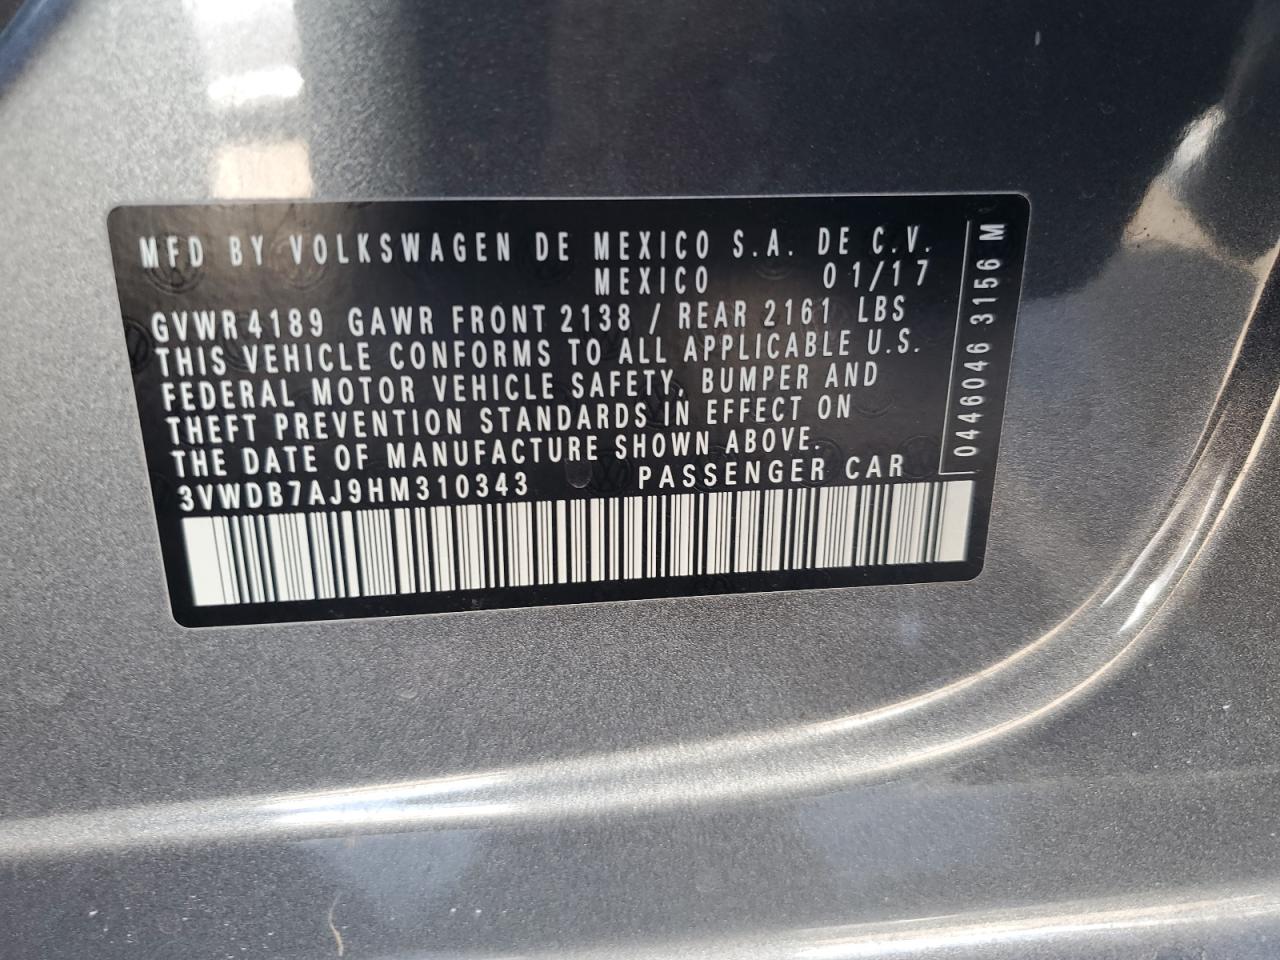 MFD BY VOLKSWAGEN DE MEXICO S.A. DE C.V.
MEXICO 01/17
GVWR 4189 GAWR FRONT 2138 / REAR 2161 LBS
THIS VEHICLE CONFORMS TO ALL APPLICABLE U.S.
FEDERAL MOTOR VEHICLE SAFETY, BUMPER AND
THEFT PREVENTION STANDARDS IN EFFECT ON
THE DATE OF MANUFACTURE SHOWN ABOVE.
3VWDB7AJ9HM310343 PASSENGER CAR
0446046 3156 M